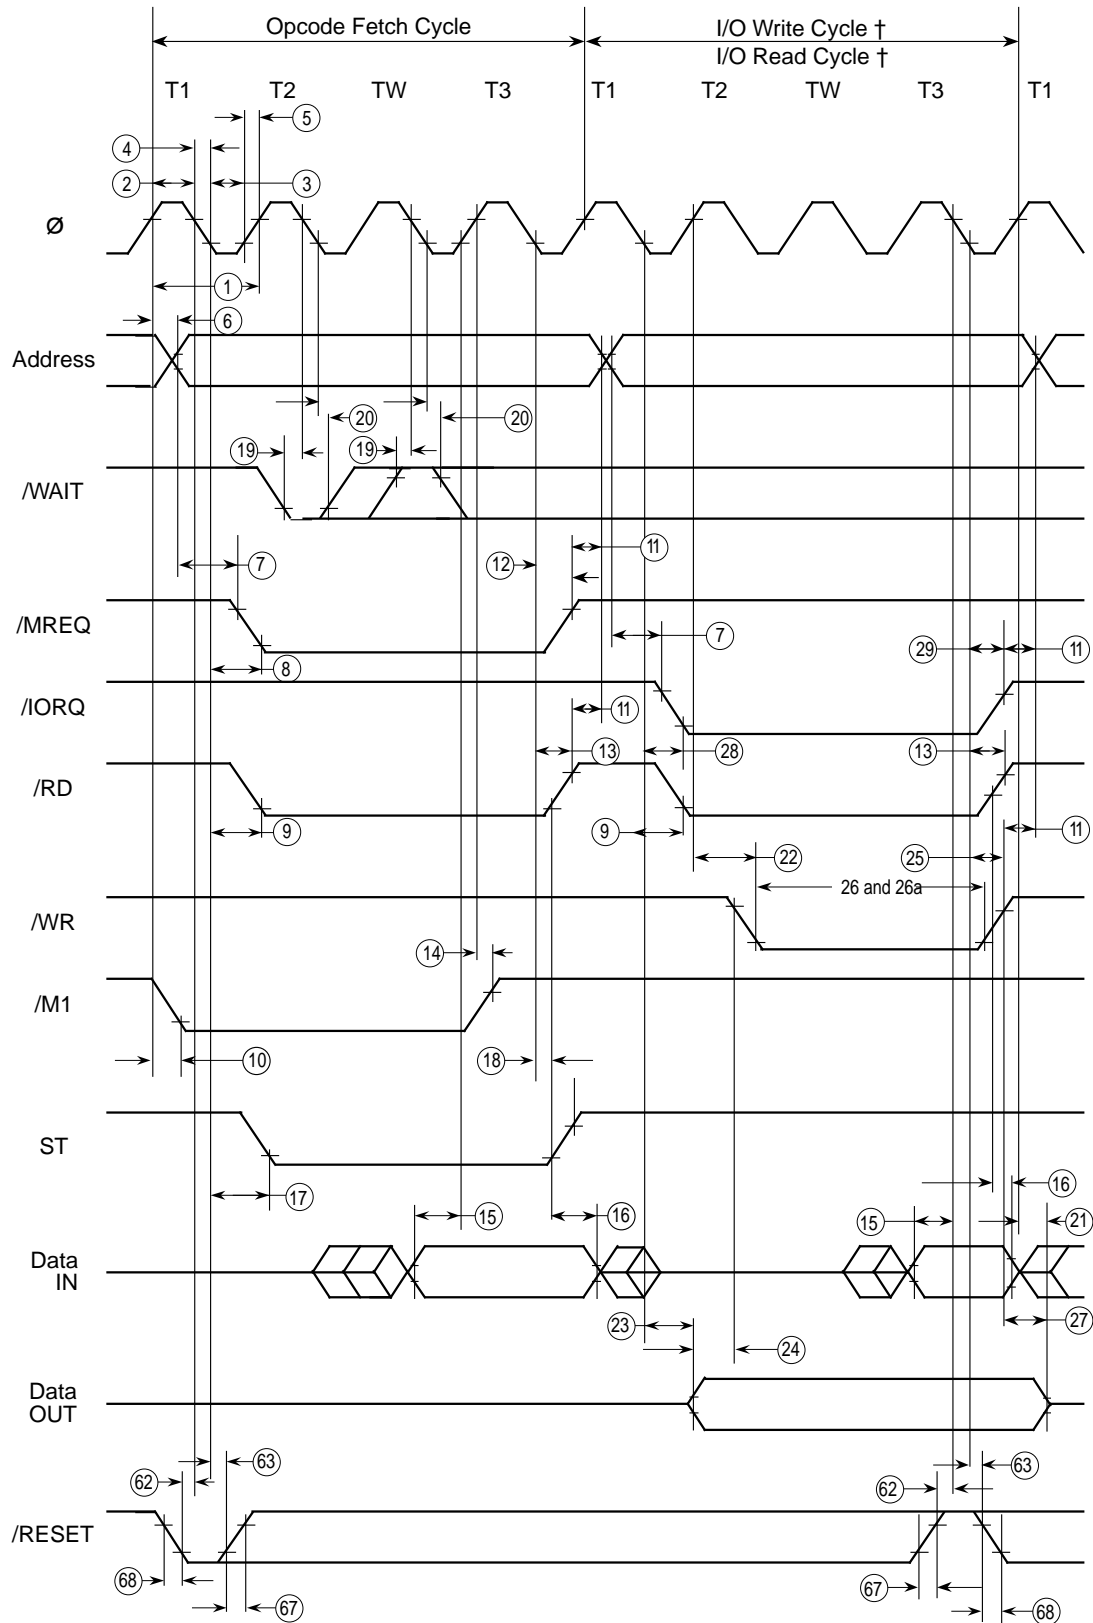 Opcode Fetch Cycle
I/O Write Cycle †
I/O Read Cycle †
T1 T2 TW T3 T1 T2 TW T3 T1
5
4
2 3
Ø
1
6
Address
20 20
19 19
/WAIT
11
7 12
/MREQ
7
29 11
8
/IORQ
11
13 28 13
/RD
9 9 11
22 25
26 and 26a
/WR
14
/M1
10 18
ST
17 16
15 16 15 21
Data
IN
23 27
24
Data
OUT
63 63
62 62
/RESET
68 67 67 68